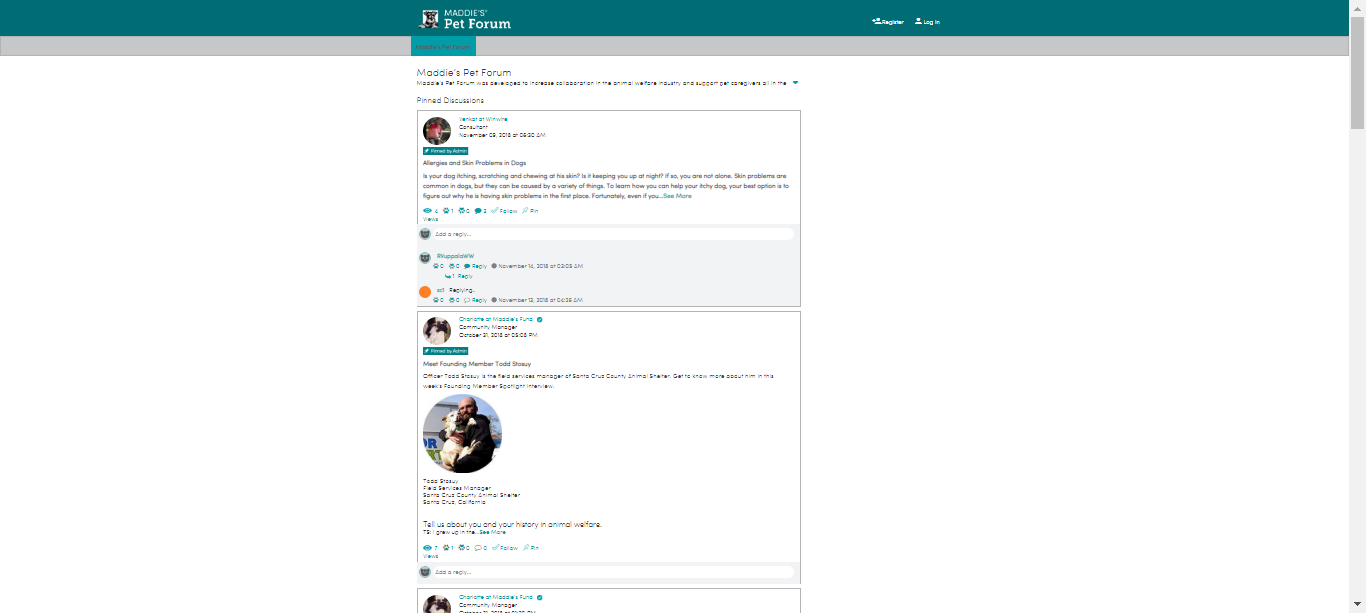 MADDIE'S®
Pet Forum
Register Log In
Maddie's Pet Forum
Maddie's Pet Forum
Maddie's Pet Forum was developed to increase collaboration in the animal welfare industry and support pet caregivers all in the
Pinned Discussions
Venkat at Winwire
Consultant
November 09, 2018 at 06:30 AM
Pinned by Admin
Allergies and Skin Problems in Dogs
Is your dog itching, scratching and chewing at his skin? Is it keeping you up at night? If so, you are not alone. Skin problems are
common in dogs, but they can be caused by a variety of things. To learn how you can help your itchy dog, your best option is to
figure out why he is having skin problems in the first place. Fortunately, even if you...See More
4 1 0 2 Follow Pin
Views
Add a reply...
RKuppalaWW
0 0 Reply November 14, 2018 at 03:05 AM
1 Reply
Replying..
0 0 Reply November 13, 2018 at 04:36 AM
Charlotte at Maddie's Fund
Community Manager
October 31, 2018 at 05:08 PM
Pinned by Admin
Meet Founding Member Todd Stosuy
Officer Todd Stosuy is the field services manager of Santa Cruz County Animal Shelter. Get to know more about him in this
week's Founding Member Spotlight interview.
Todd Stosuy
Field Services Manager
Santa Cruz County Animal Shelter
Santa Cruz, California
Tell us about you and your history in animal welfare.
TS: I grew up in the...See More
7 1 0 0 Follow Pin
Views
Add a reply...
Charlotte at Maddie's Fund
Community Manager